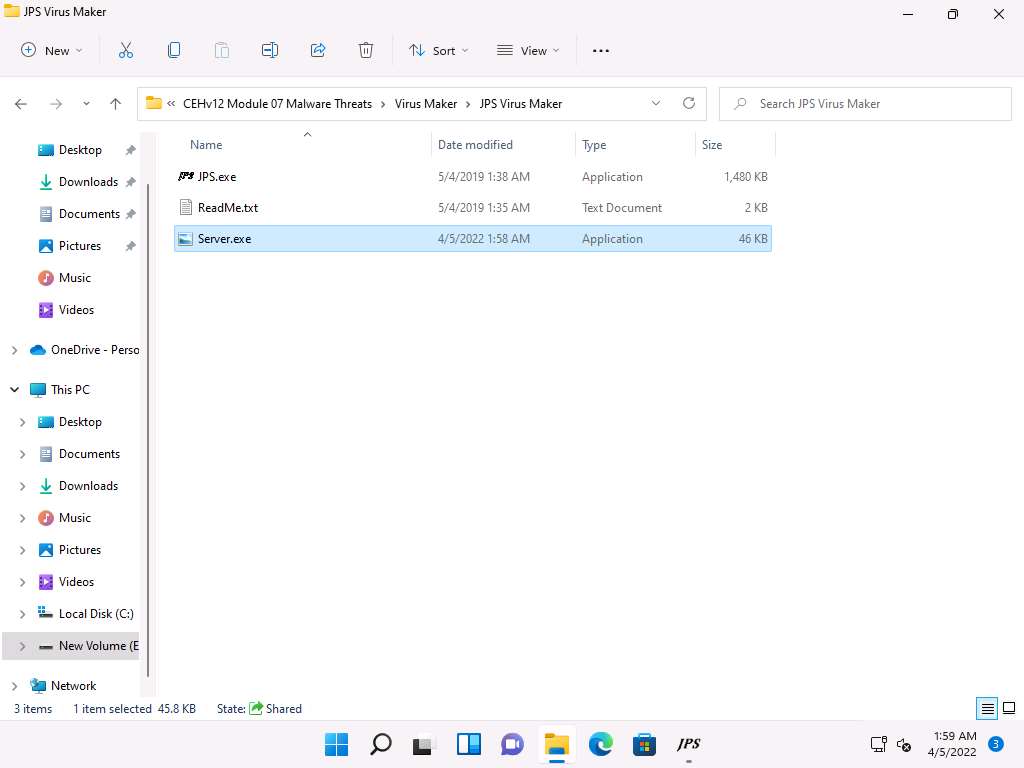 JPS Virus Maker
New
Sort
View
CEHv12 Module 07 Malware Threats
Virus Maker
JPS Virus Maker
Search JPS Virus Maker
Name
Date modified
Type
Size
JPS JPS.exe 5/4/2019 1:38 AM Application 1,480 KB
ReadMe.txt 5/4/2019 1:35 AM Text Document 2 KB
Server.exe 4/5/2022 1:58 AM Application 46 KB
Desktop
Downloads
Documents
Pictures
Music
Videos
OneDrive - Perso
This PC
Desktop
Documents
Downloads
Music
Pictures
Videos
Local Disk (C:)
New Volume (E
Network
3 items 1 item selected 45.8 KB State: Shared
JPS
1:59 AM
4/5/2022
3